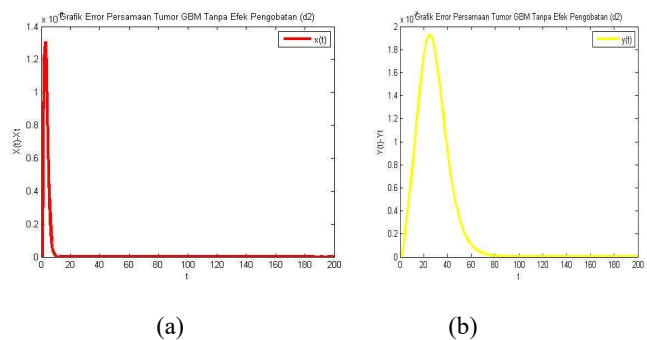 x 10
Grafik Error Persamaan Tumor GBM Tanpa Efek Pengobatan (d2)
x(t)
X(t)-Xt
1.4
1.2
1
0.8
0.6
0.4
0.2
0
0 20 40 60 80 100 120 140 160 180 200
t
(a)
x 10
Grafik Error Persamaan Tumor GBM Tanpa Efek Pengobatan (d2)
y(t)
Y(t)-Yt
2
1.8
1.6
1.4
1.2
1
0.8
0.6
0.4
0.2
0
0 20 40 60 80 100 120 140 160 180 200
t
(b)